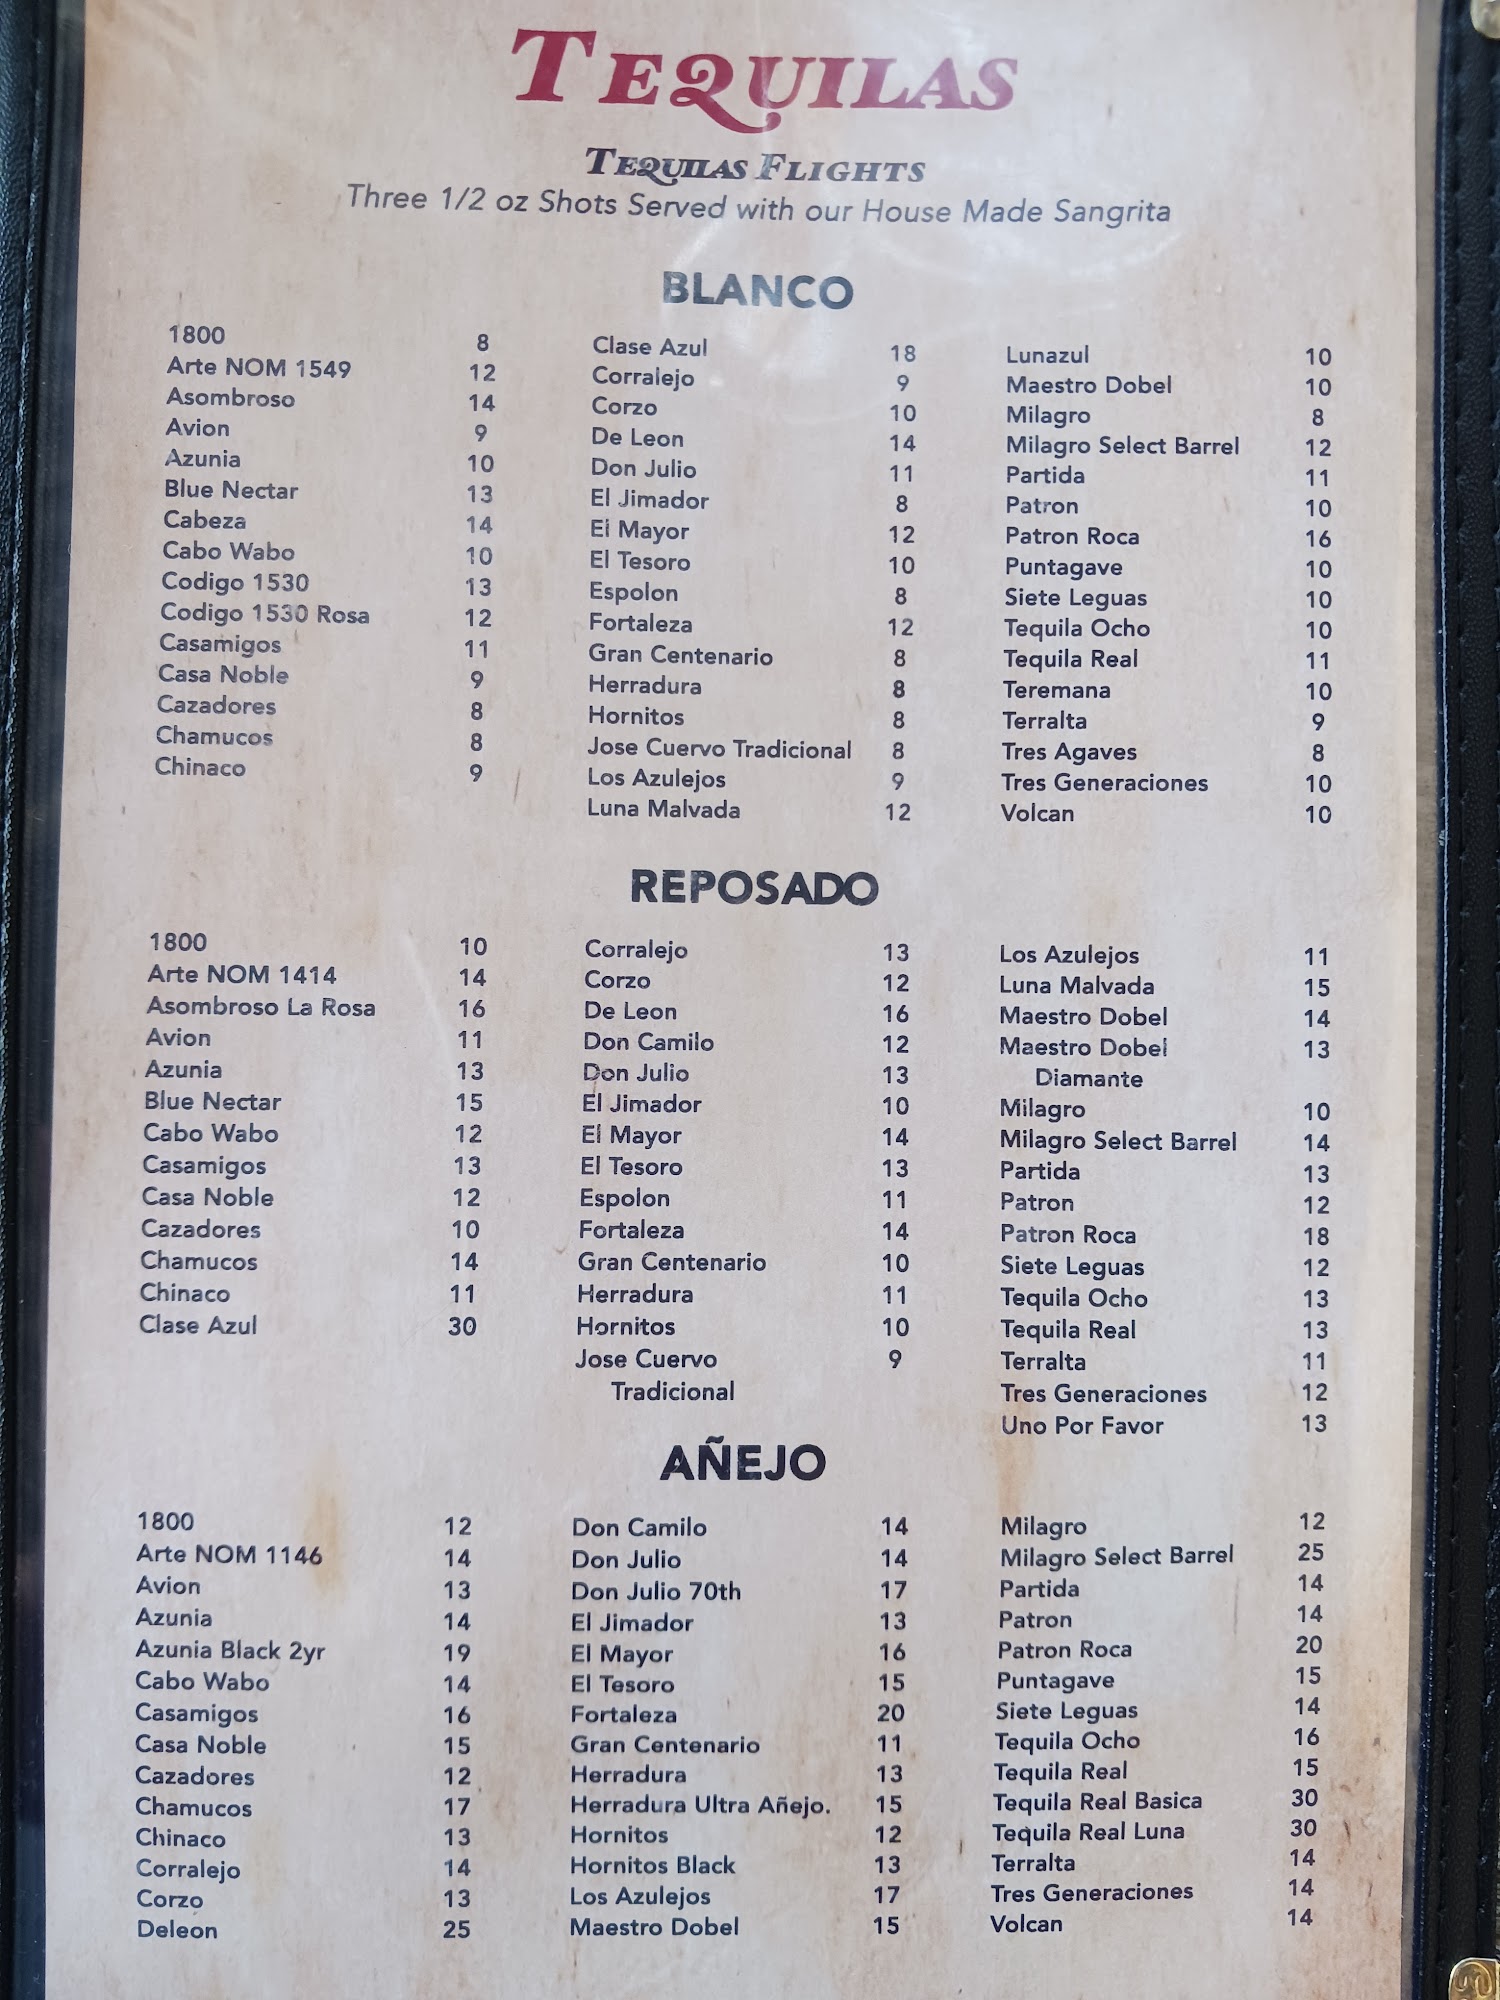 TEQUILAS
TEQUILAS FLIGHTS
Three 1/2 oz Shots Served with our House Made Sangrita
BLANCO
1800 8
Arte NOM 1549 12
Asombroso 14
Avion 9
Azunia 10
Blue Nectar 13
Cabeza 14
Cabo Wabo 10
Codigo 1530 13
Codigo 1530 Rosa 12
Casamigos 11
Casa Noble 9
Cazadores 8
Chamucos 8
Chinaco 9
Clase Azul 18
Corralejo 9
Corzo 10
De Leon 14
Don Julio 11
El Jimador 8
El Mayor 12
El Tesoro 10
Espolon 8
Fortaleza 12
Gran Centenario 8
Herradura 8
Hornitos 8
Jose Cuervo Tradicional 8
Los Azulejos 9
Luna Malvada 12
Lunazul 10
Maestro Dobel 10
Milagro 8
Milagro Select Barrel 12
Partida 11
Patron 10
Patron Roca 16
Puntagave 10
Siete Leguas 10
Tequila Ocho 10
Tequila Real 11
Teremana 10
Terralta 9
Tres Agaves 8
Tres Generaciones 10
Volcan 10
REPOSADO
1800 10
Arte NOM 1414 14
Asombroso La Rosa 16
Avion 11
Azunia 13
Blue Nectar 15
Cabo Wabo 12
Casamigos 13
Casa Noble 12
Cazadores 10
Chamucos 14
Chinaco 11
Clase Azul 30
Corralejo 13
Corzo 12
De Leon 16
Don Camilo 12
Don Julio 13
El Jimador 10
El Mayor 14
El Tesoro 13
Espolon 11
Fortaleza 14
Gran Centenario 10
Herradura 11
Hornitos 10
Jose Cuervo 9
Tradicional
Los Azulejos 11
Luna Malvada 15
Maestro Dobel 14
Maestro Dobel 13
Diamante
Milagro 10
Milagro Select Barrel 14
Partida 13
Patron 12
Patron Roca 18
Siete Leguas 12
Tequila Ocho 13
Tequila Real 13
Terralta 11
Tres Generaciones 12
Uno Por Favor 13
AÑEJO
1800 12
Arte NOM 1146 14
Avion 13
Azunia 14
Azunia Black 2yr 19
Cabo Wabo 14
Casamigos 16
Casa Noble 15
Cazadores 12
Chamucos 17
Chinaco 13
Corralejo 14
Corzo 13
Deleon 25
Don Camilo 14
Don Julio 14
Don Julio 70th 17
El Jimador 13
El Mayor 16
El Tesoro 15
Fortaleza 20
Gran Centenario 11
Herradura 13
Herradura Ultra Añejo. 15
Hornitos 12
Hornitos Black 13
Los Azulejos 17
Maestro Dobel 15
Milagro 12
Milagro Select Barrel 25
Partida 14
Patron 14
Patron Roca 20
Puntagave 15
Siete Leguas 14
Tequila Ocho 16
Tequila Real 15
Tequila Real Basica 30
Tequila Real Luna 30
Terralta 14
Tres Generaciones 14
Volcan 14